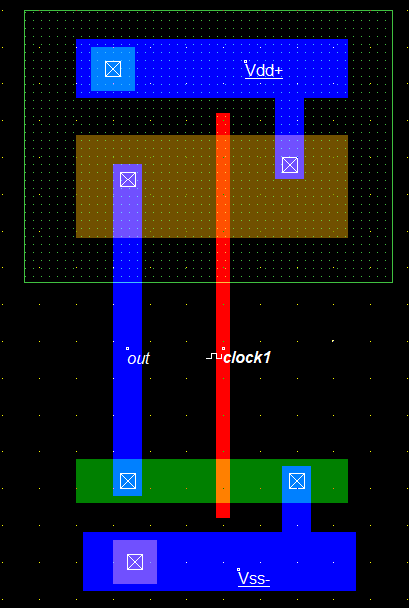 Vdd+
out
clock1
Vss-